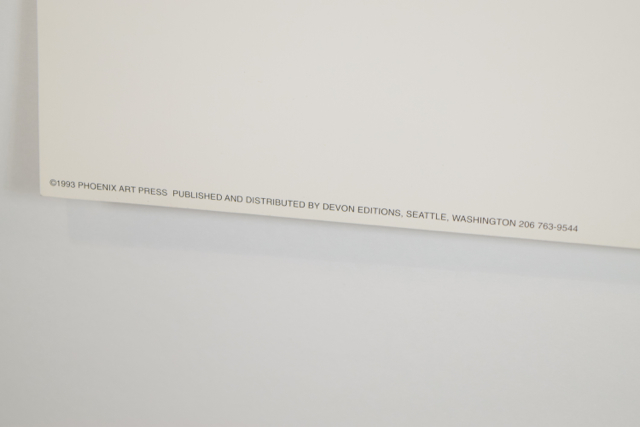 ©1993 PHOENIX ART PRESS PUBLISHED AND DISTRIBUTED BY DEVON EDITIONS, SEATTLE, WASHINGTON 206 763-9544